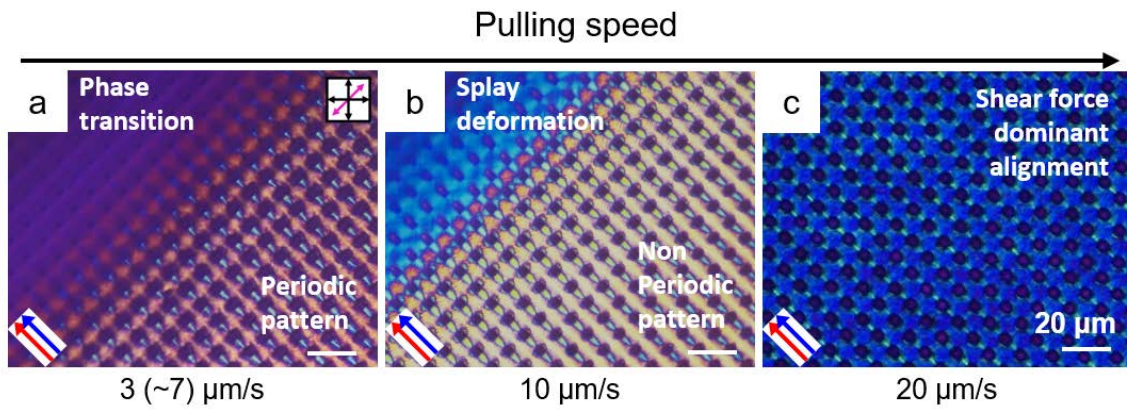 Pulling speed
a
Phase
transition
Periodic
pattern
b
Splay
deformation
Non
Periodic
pattern
c
Shear force
dominant
alignment
20 µm
3 (~7) µm/s
10 µm/s
20 µm/s